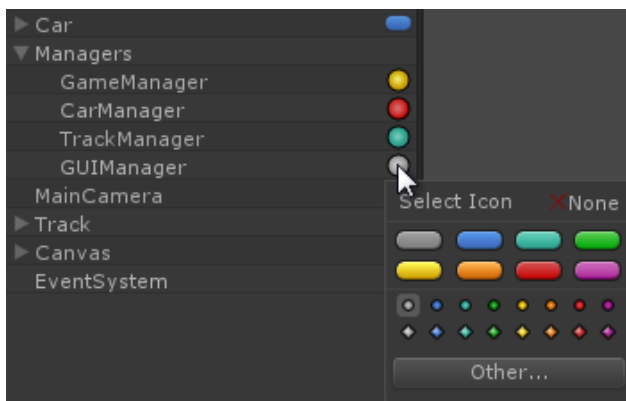 Car
Managers
GameManager
CarManager
TrackManager
GUIManager
MainCamera
Select Icon None
Track
Canvas
EventSystem
Other...